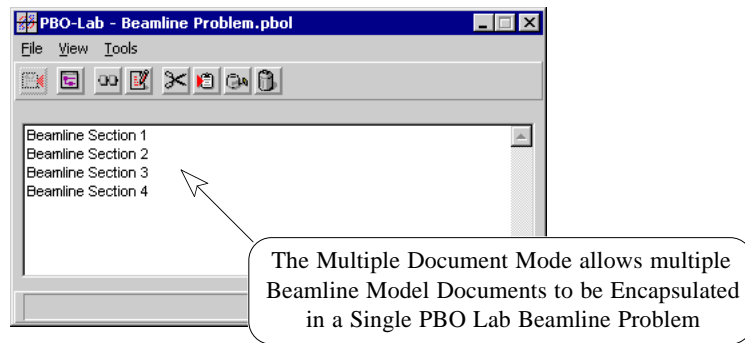 PBO-Lab - Beamline Problem.pbol
File View Tools
Beamline Section 1
Beamline Section 2
Beamline Section 3
Beamline Section 4
The Multiple Document Mode allows multiple
Beamline Model Documents to be Encapsulated
in a Single PBO Lab Beamline Problem